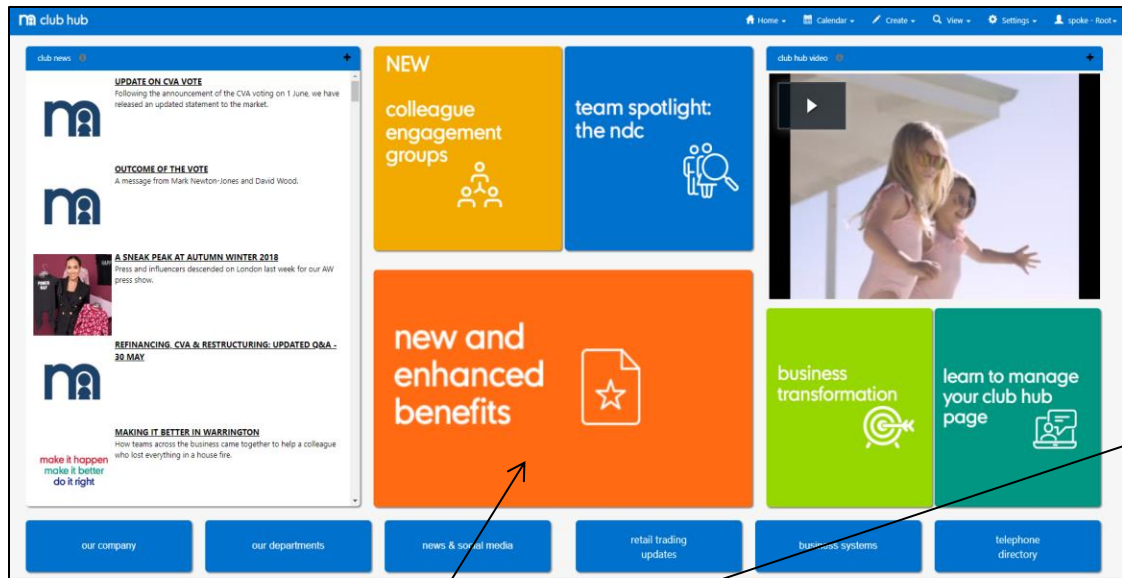 club hub
Home
Calendar
Create
View
Settings
spoke - Root
club news
UPDATE ON CVA VOTE
Following the announcement of the CVA voting on 1 June, we have
released an updated statement to the market.
OUTCOME OF THE VOTE
A message from Mark Newton-Jones and David Wood.
A SNEAK PEAK AT AUTUMN WINTER 2018
Press and influencers descended on London last week for our AW
press show.
REFINANCING, CVA & RESTRUCTURING: UPDATED Q&A -
30 MAY
MAKING IT BETTER IN WARRINGTON
How teams across the business came together to help a colleague
who lost everything in a house fire.
make it happen
make it better
do it right
NEW
colleague
engagement
groups
team spotlight:
the ndc
new and
enhanced
benefits
club hub video
business
transformation
learn to manage
your club hub
page
our company
our departments
news & social media
retail trading
updates
business systems
telephone
directory